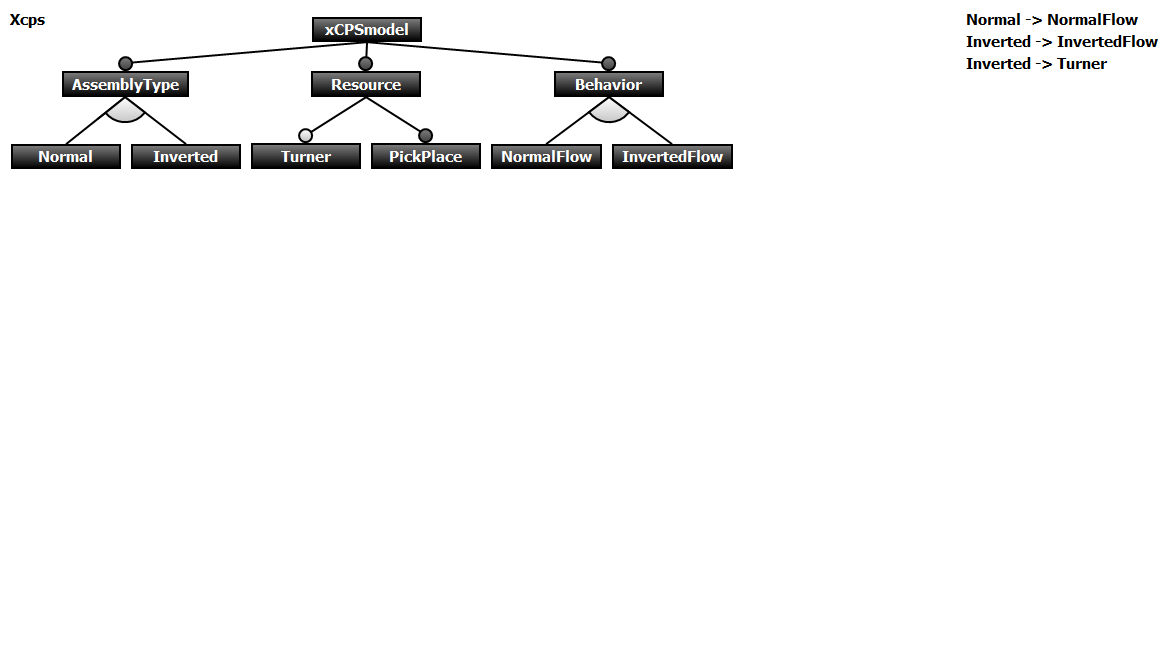 Xcps
xCPSmodel
AssemblyType
Resource
Behavior
Normal
Inverted
Turner
PickPlace
NormalFlow
InvertedFlow
Normal -> NormalFlow
Inverted -> InvertedFlow
Inverted -> Turner